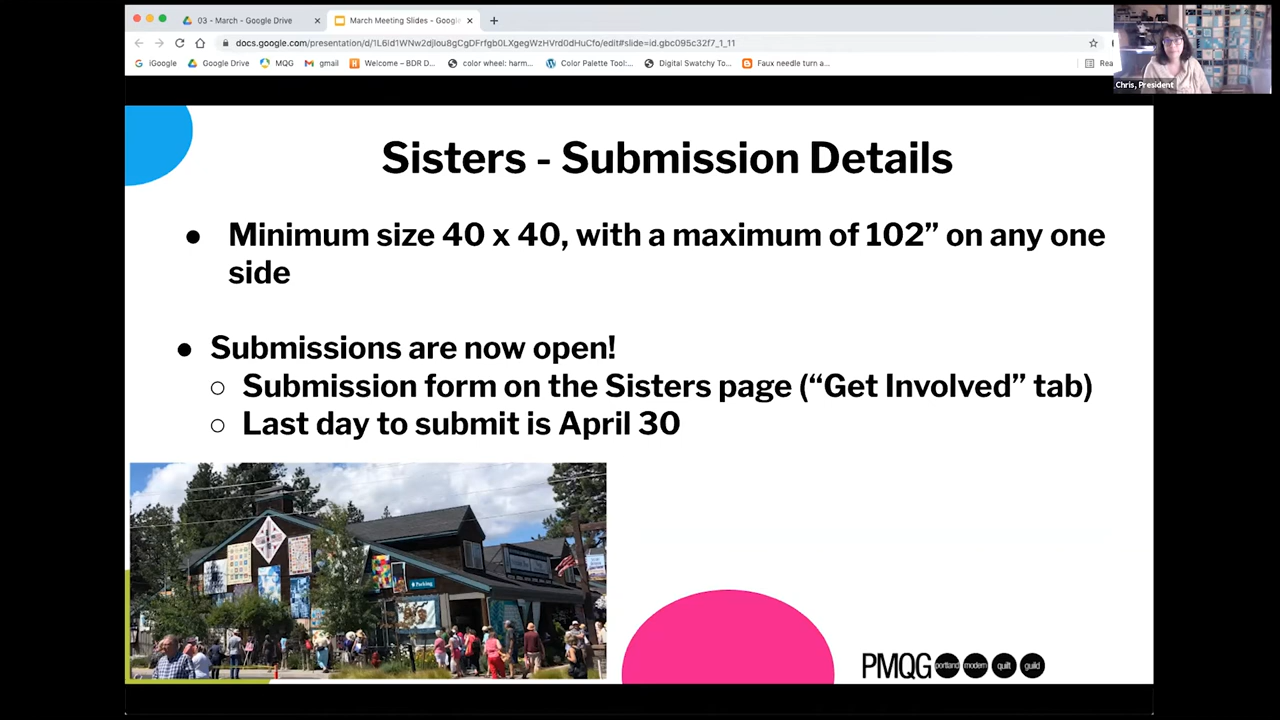 03 - March - Google Drive
March Meeting Slides - Googl
docs.google.com/presentation/d/1L6Id1WNw2djIou8gCgDFrfgb0LXgegWzHVrd0dHuCfo/edit#slide=id.gbc095c32f7_1_11
iGoogle
Google Drive
MQG
gmail
Welcome – BDR D...
color wheel: harm...
Color Palette Tool:...
Digital Swatchy To...
Faux needle turn a...
Rea
Chris, President
Sisters - Submission Details
● Minimum size 40 x 40, with a maximum of 102” on any one
side
● Submissions are now open!
○ Submission form on the Sisters page (“Get Involved” tab)
○ Last day to submit is April 30
Parking
PMQG portland modern quilt guild